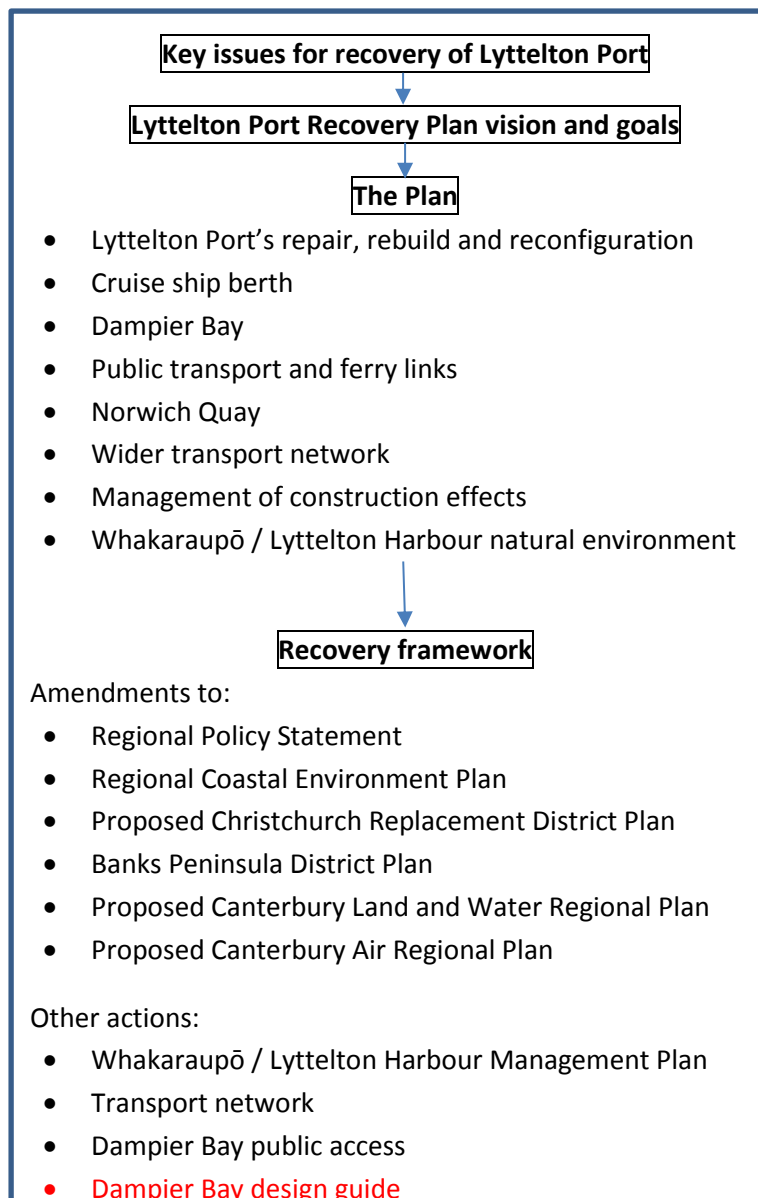 Key issues for recovery of Lyttelton Port
Lyttelton Port Recovery Plan vision and goals
The Plan
• Lyttelton Port’s repair, rebuild and reconfiguration
• Cruise ship berth
• Dampier Bay
• Public transport and ferry links
• Norwich Quay
• Wider transport network
• Management of construction effects
• Whakaraupō / Lyttelton Harbour natural environment
Recovery framework
Amendments to:
• Regional Policy Statement
• Regional Coastal Environment Plan
• Proposed Christchurch Replacement District Plan
• Banks Peninsula District Plan
• Proposed Canterbury Land and Water Regional Plan
• Proposed Canterbury Air Regional Plan
Other actions:
• Whakaraupō / Lyttelton Harbour Management Plan
• Transport network
• Dampier Bay public access
• Dampier Bay design guide